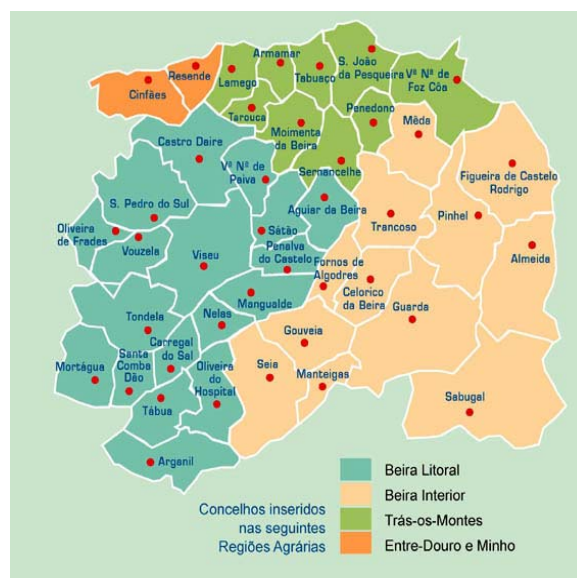 Cinfães
Resende
Lamego
Armamar
Tabuaço
S. João
da Pesqueira
Vª Nª de
Foz Côa
Tarouca
Moimenta
da Beira
Penedono
Mêda
Castro Daire
Vª Nª de
Paiva
Sernancelhe
Figueira de Castelo
Rodrigo
S. Pedro do Sul
Aguiar da Beira
Trancoso
Pinhel
Oliveira
de Frades
Vouzela
Sátão
Penalva
do Castelo
Almeida
Viseu
Fornos de
Algodres
Celorico
da Beira
Guarda
Mangualde
Tondela
Nelas
Gouveia
Carregal
do Sal
Mortágua
Santa
Comba
Dão
Oliveira
do
Hospital
Seia
Manteigas
Tábua
Sabugal
Arganil
Concelhos inseridos
nas seguintes
Regiões Agrárias
Beira Litoral
Beira Interior
Trás-os-Montes
Entre-Douro e Minho